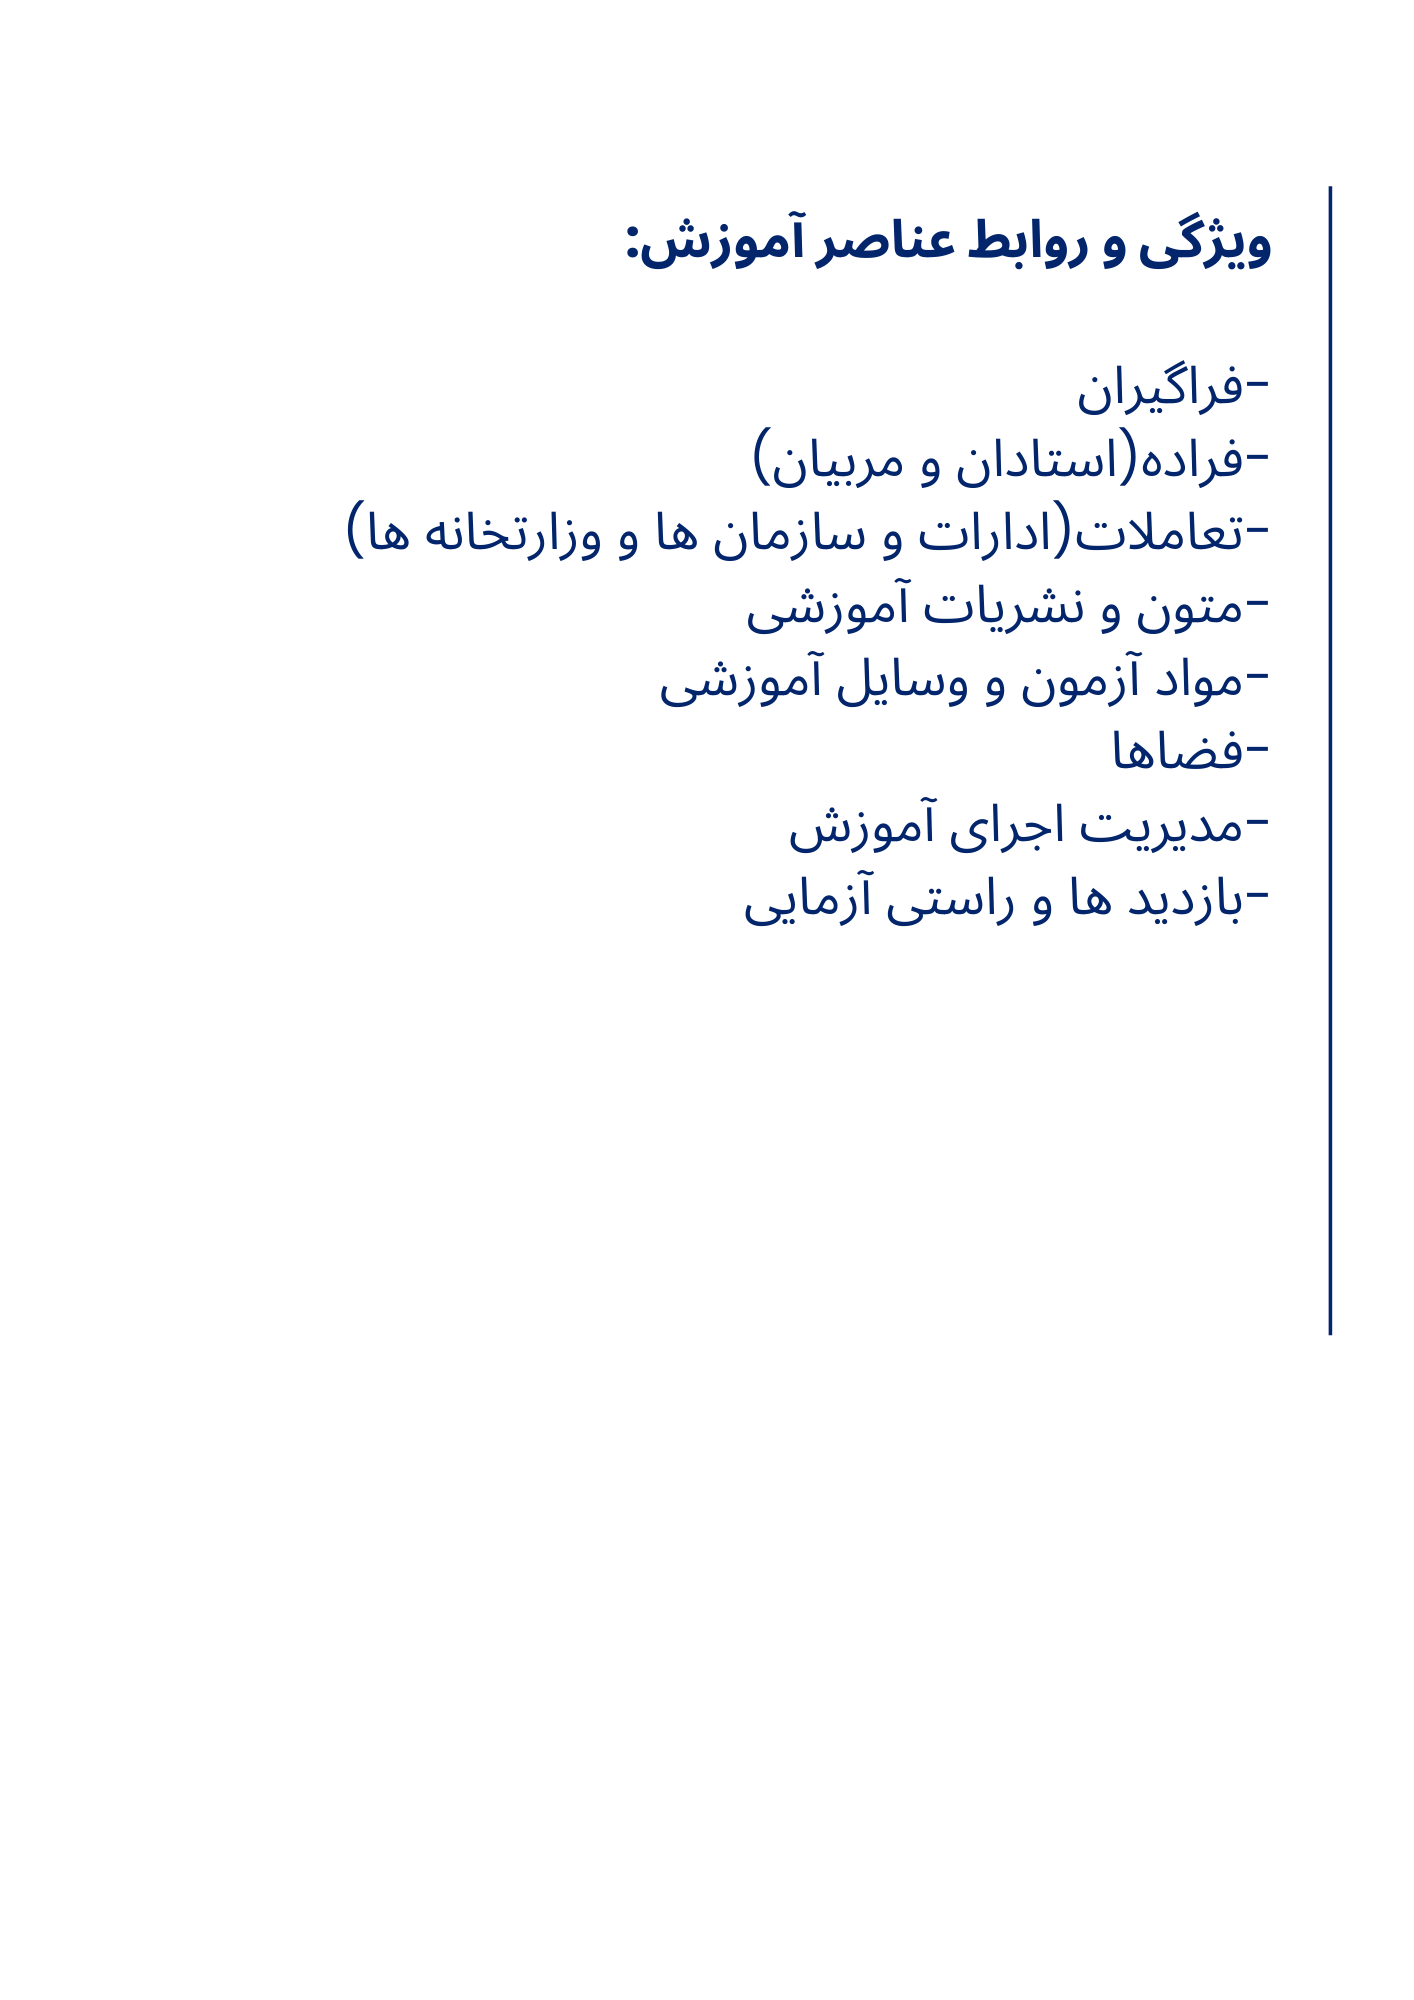 ویژگی و روابط عناصر آموزش:
-فراگیران
-فراده(استادان و مربیان)
-تعاملات(ادارات و سازمان ها و وزارتخانه ها)
-متون و نشریات آموزشی
-مواد آزمون و وسایل آموزشی
-فضاها
-مدیریت اجرای آموزش
-بازدید ها و راستی آزمایی